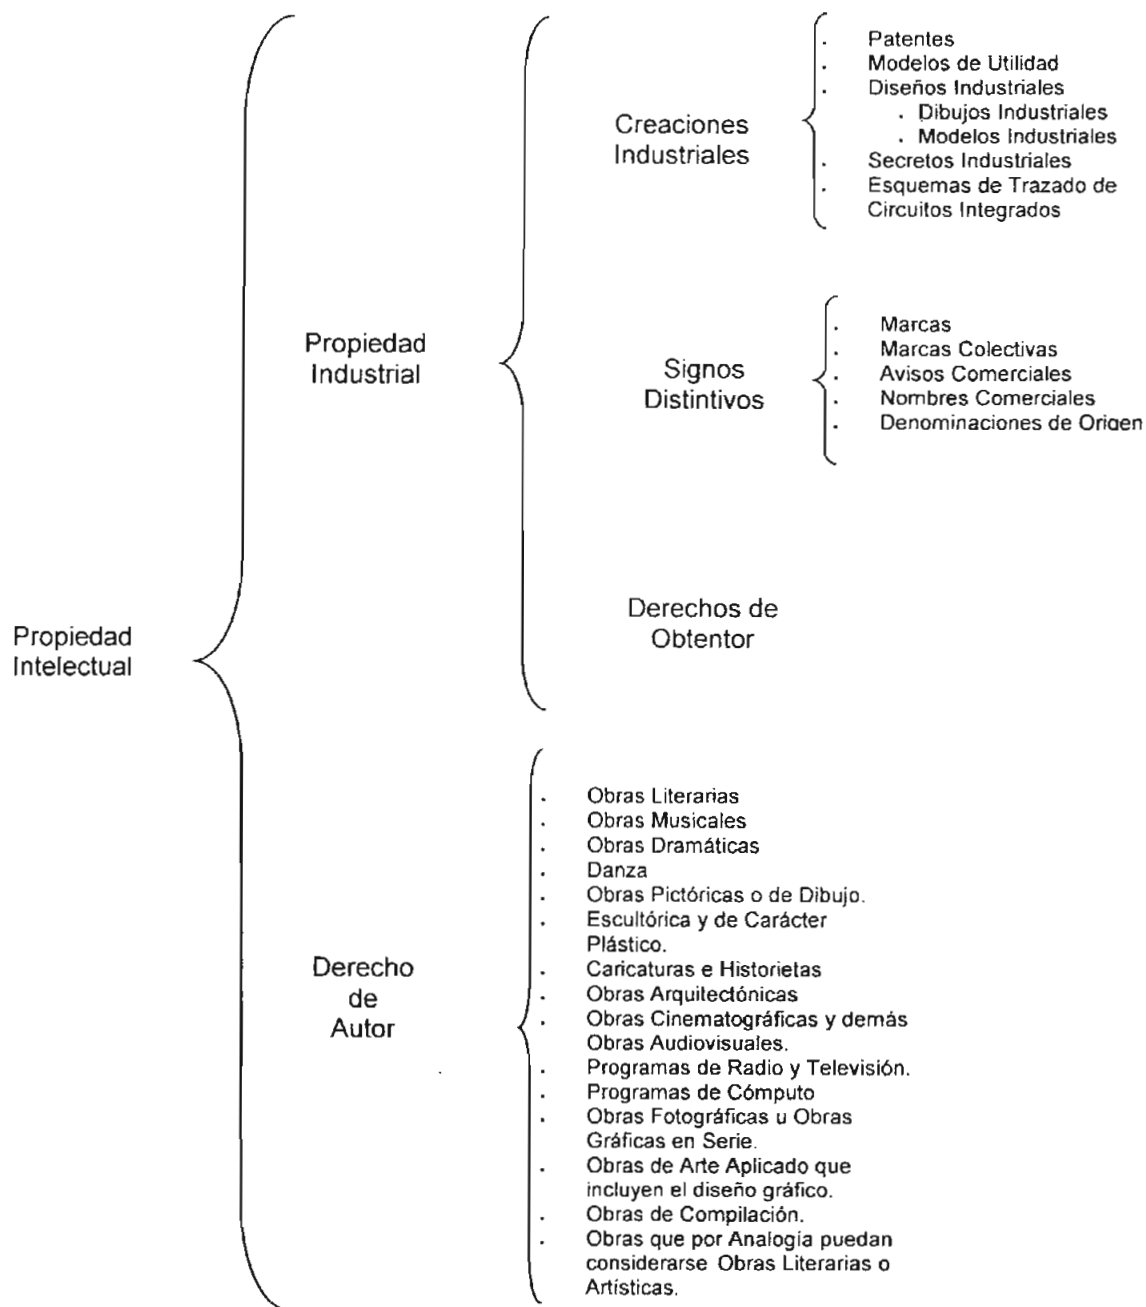 Propiedad
Intelectual
Propiedad
Industrial
Creaciones
Industriales
. Patentes
. Modelos de Utilidad
. Diseños Industriales
. Dibujos Industriales
. Modelos Industriales
. Secretos Industriales
. Esquemas de Trazado de
Circuitos Integrados
Signos
Distintivos
. Marcas
. Marcas Colectivas
. Avisos Comerciales
. Nombres Comerciales
. Denominaciones de Origen
Derechos de
Obtentor
Derecho
de
Autor
. Obras Literarias
. Obras Musicales
. Obras Dramáticas
. Danza
. Obras Pictóricas o de Dibujo.
. Escultórica y de Carácter
Plástico.
. Caricaturas e Historietas
. Obras Arquitectónicas
. Obras Cinematográficas y demás
Obras Audiovisuales.
. Programas de Radio y Televisión.
. Programas de Cómputo
. Obras Fotográficas u Obras
Gráficas en Serie.
. Obras de Arte Aplicado que
incluyen el diseño gráfico.
. Obras de Compilación.
. Obras que por Analogía puedan
considerarse Obras Literarias o
Artísticas.